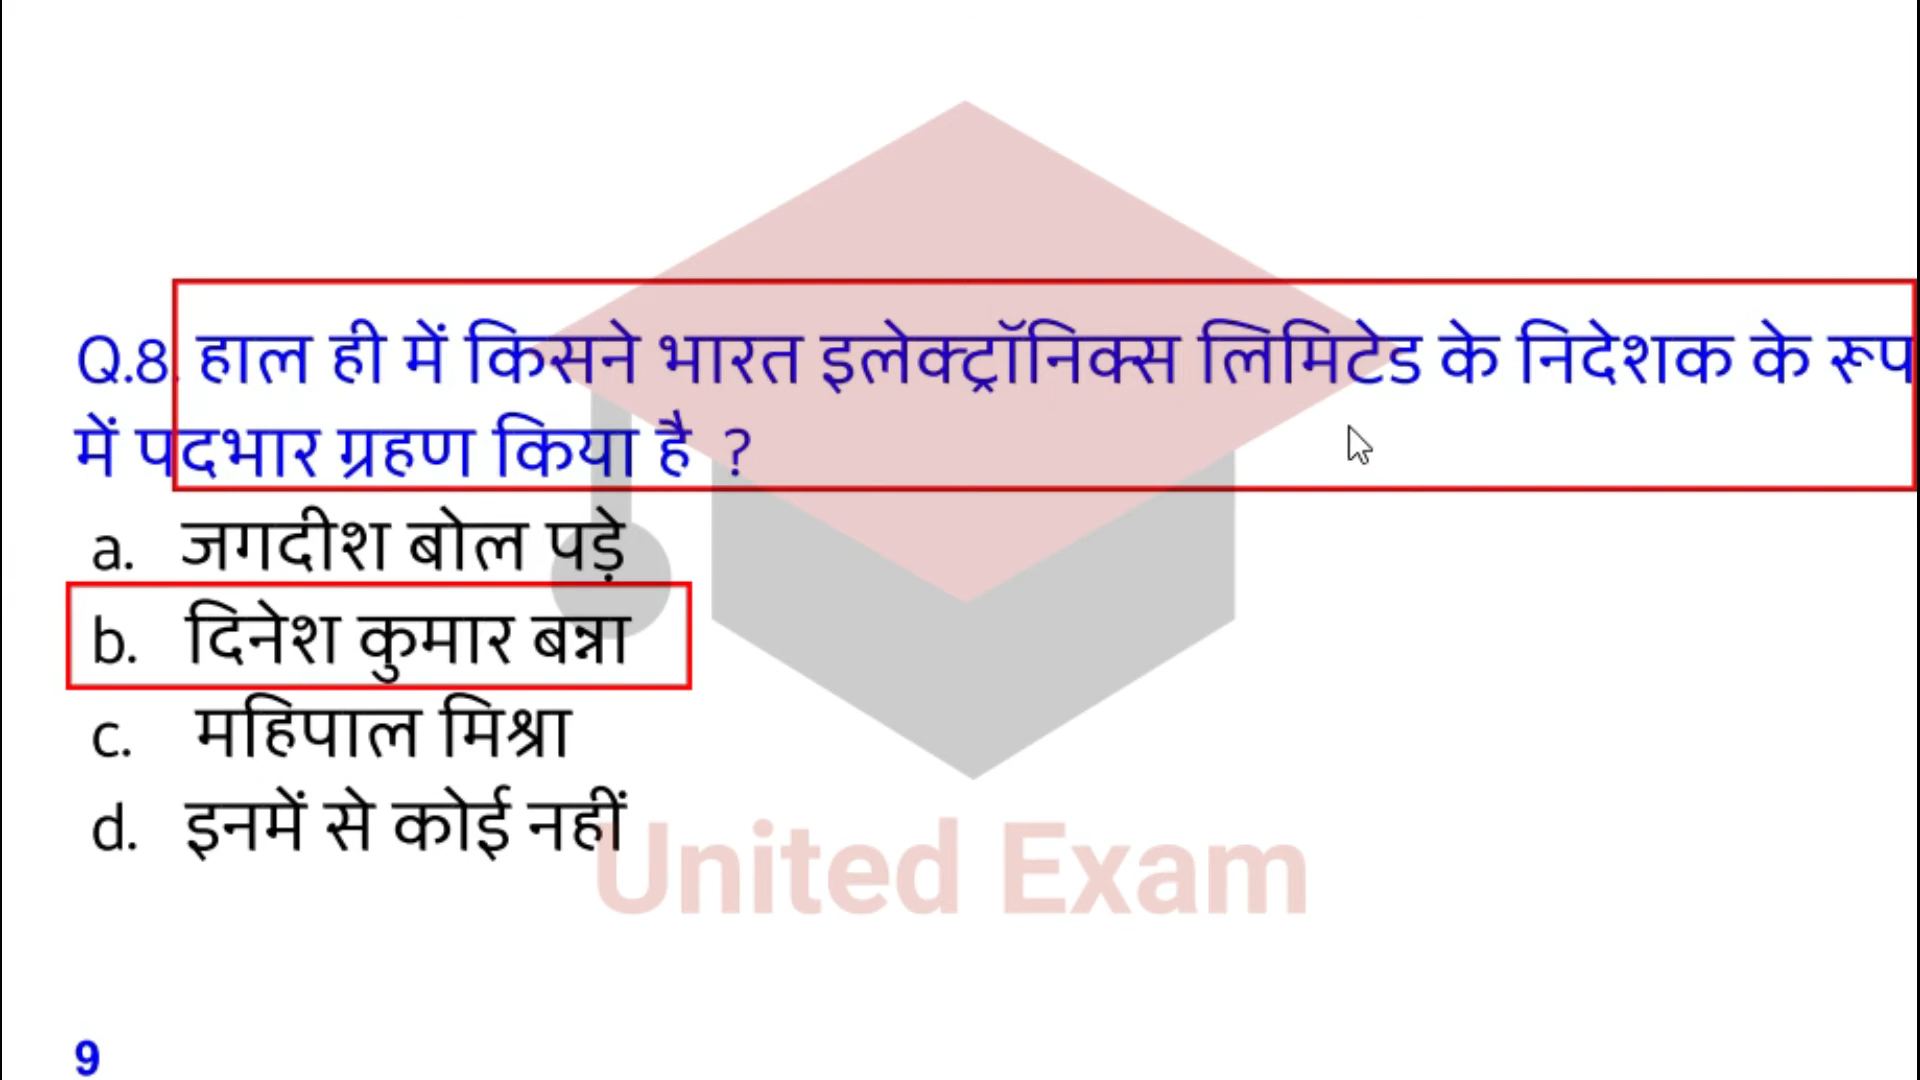 Q.8. हाल ही में किसने भारत इलेक्ट्रॉनिक्स लिमिटेड के निदेशक के रूप
में पदभार ग्रहण किया है ?
a. जगदीश बोल पड़े
b. दिनेश कुमार बन्ना
c. महिपाल मिश्रा
d. इनमें से कोई नहीं
United Exam
9